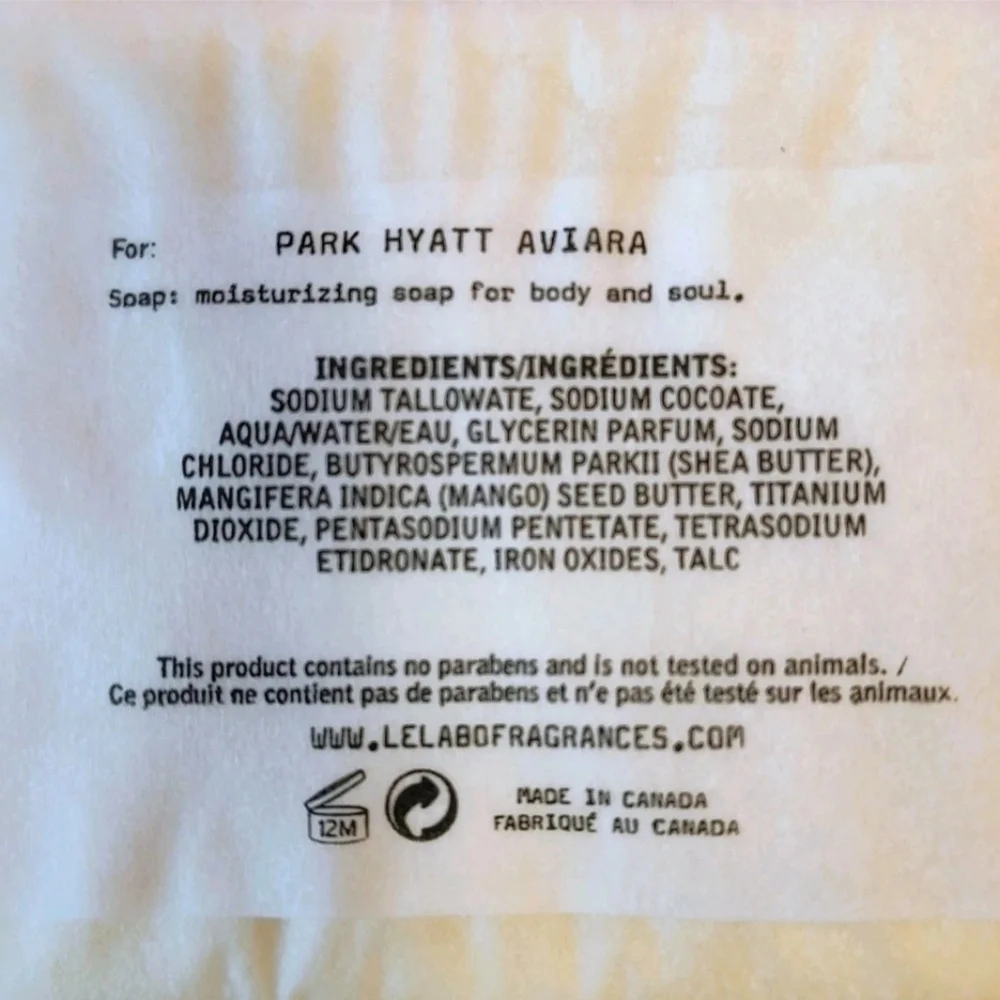 For: PARK HYATT AVIARA
Soap: moisturizing soap for body and soul.
INGREDIENTS/INGRÉDIENTS:
SODIUM TALLOWATE, SODIUM COCOATE,
AQUA/WATER/EAU, GLYCERIN PARFUM, SODIUM
CHLORIDE, BUTYROSPERMUM PARKII (SHEA BUTTER),
MANGIFERA INDICA (MANGO) SEED BUTTER, TITANIUM
DIOXIDE, PENTASODIUM PENTETATE, TETRASODIUM
ETIDRONATE, IRON OXIDES, TALC
This product contains no parabens and is not tested on animals. /
Ce produit ne contient pas de parabens et n'e pas été testé sur les animaux.
WWW.LELABOFRAGRANCES.COM
12M
MADE IN CANADA
FABRIQUÉ AU CANADA